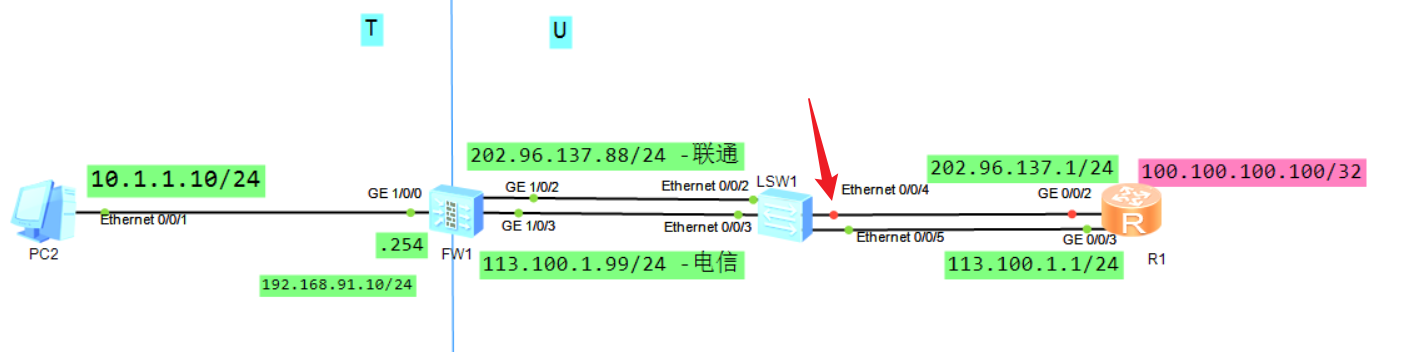 T
U
202.96.137.88/24 -联通
10.1.1.10/24
GE 1/0/0
GE 1/0/2
Ethernet 0/0/2
LSW1
Ethernet 0/0/4
202.96.137.1/24
GE 0/0/2
100.100.100.100/32
Ethernet 0/0/1
GE 1/0/3
Ethernet 0/0/3
Ethernet 0/0/5
GE 0/0/3
R
PC2
.254
FW1
113.100.1.99/24 -电信
113.100.1.1/24
R1
192.168.91.10/24